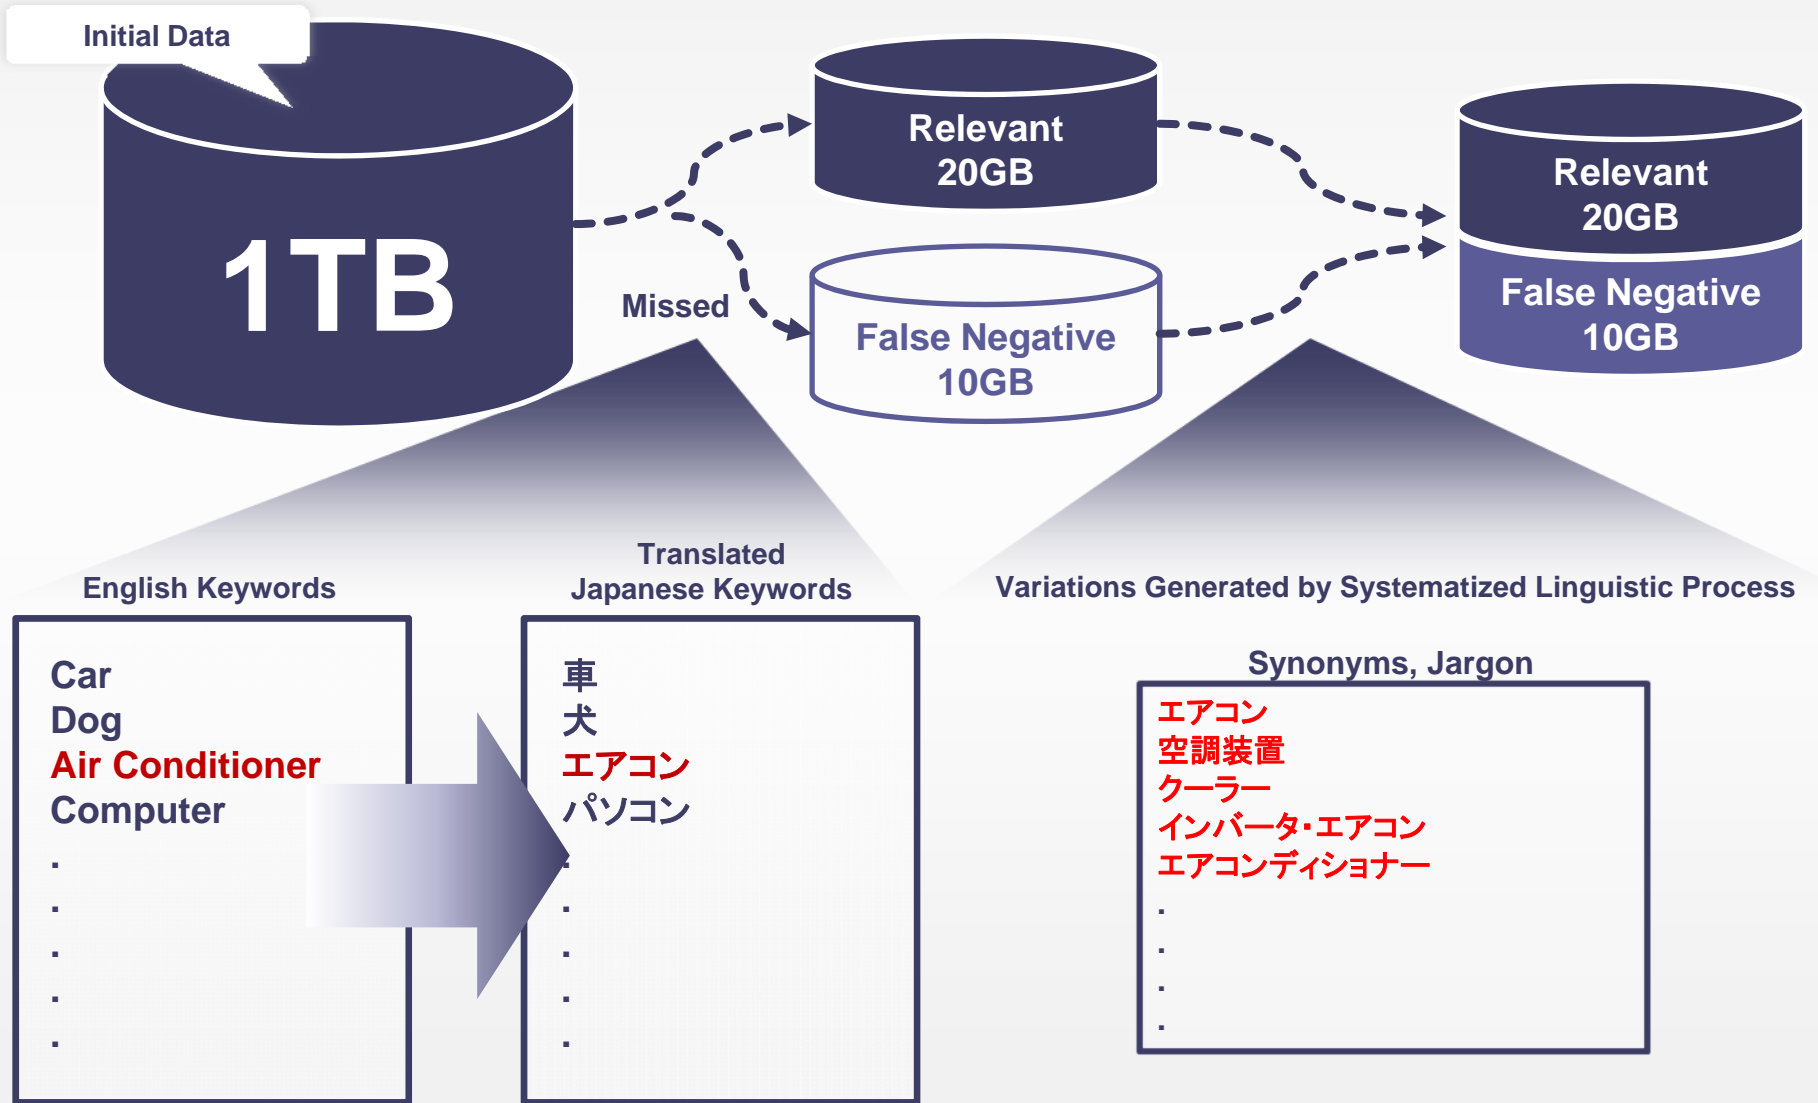 Initial Data
1TB
Relevant
20GB
Missed
False Negative
10GB
Relevant
20GB
False Negative
10GB
English Keywords
Car
Dog
Air Conditioner
Computer
.
.
.
.
.
Translated
Japanese Keywords
車
犬
エアコン
パソコン
.
.
.
.
.
Variations Generated by Systematized Linguistic Process
Synonyms, Jargon
エアコン
空調装置
クーラー
インバータ・エアコン
エアコンディショナー
.
.
.
.